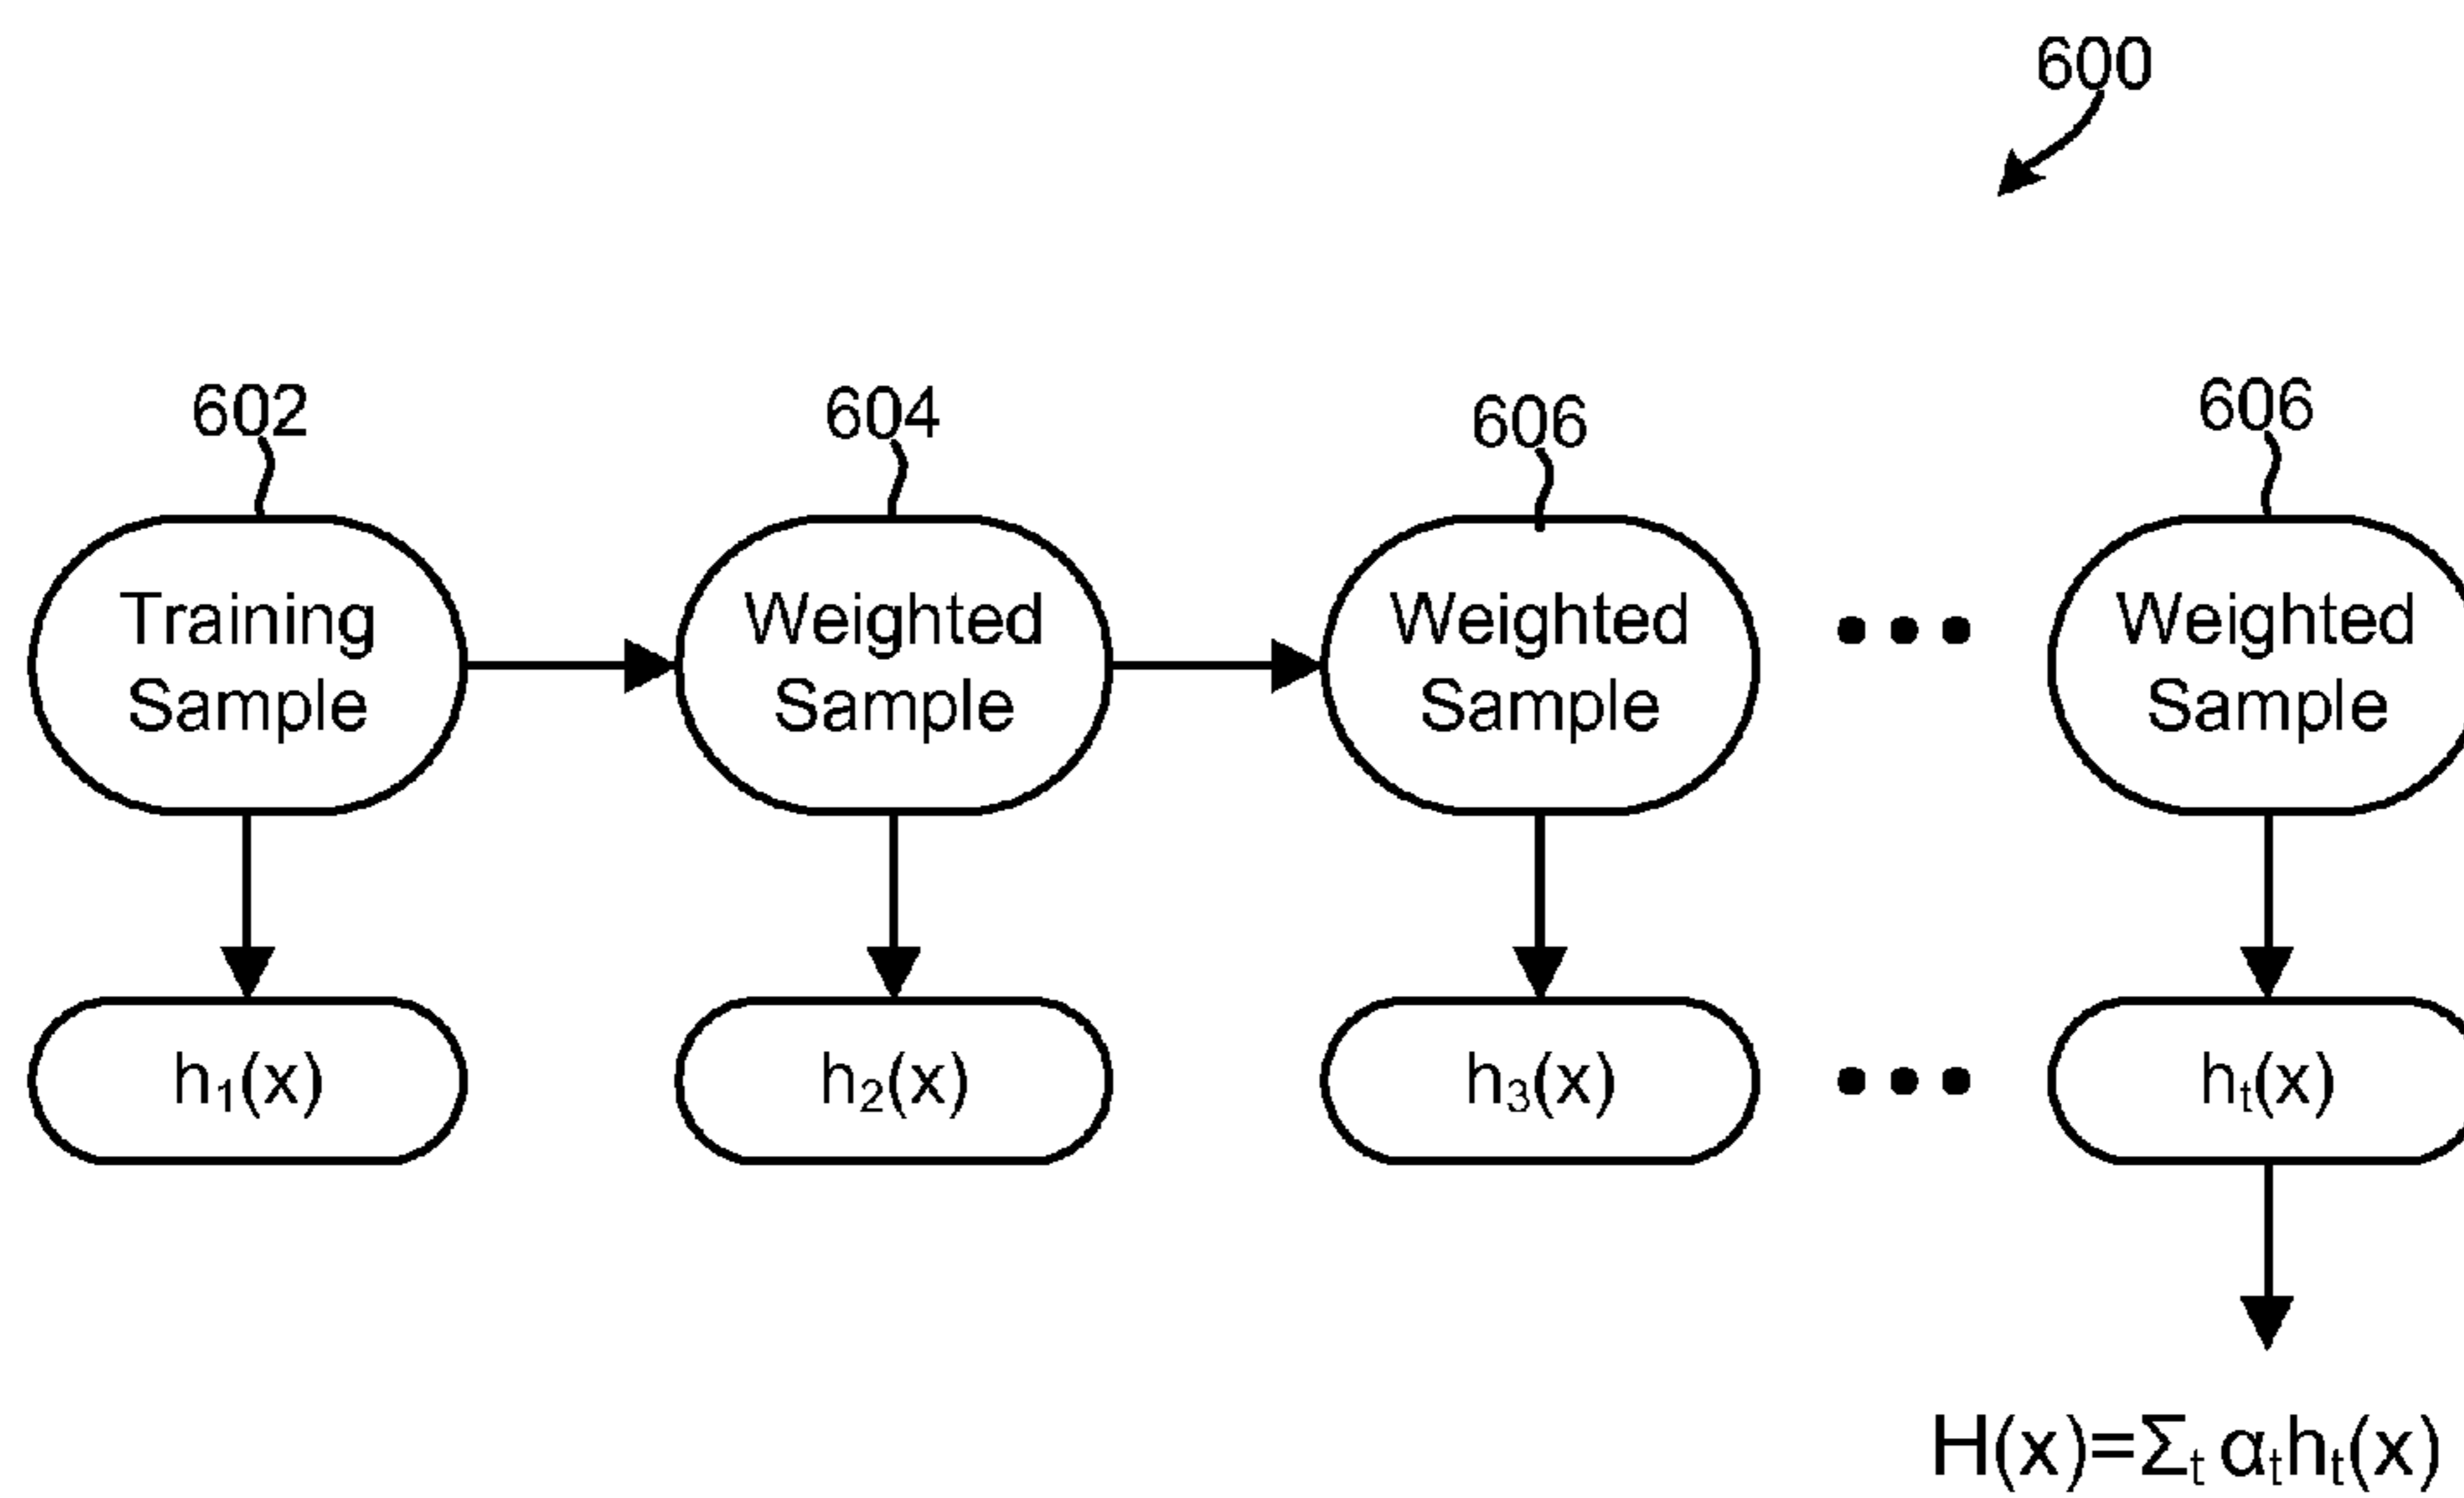 600
602
604
606
606
Training
Sample
Weighted
Sample
Weighted
Sample
Weighted
Sample
h₁(x)
h₂(x)
h₃(x)
hₜ(x)
H(x)=Σₜ αₜhₜ(x)